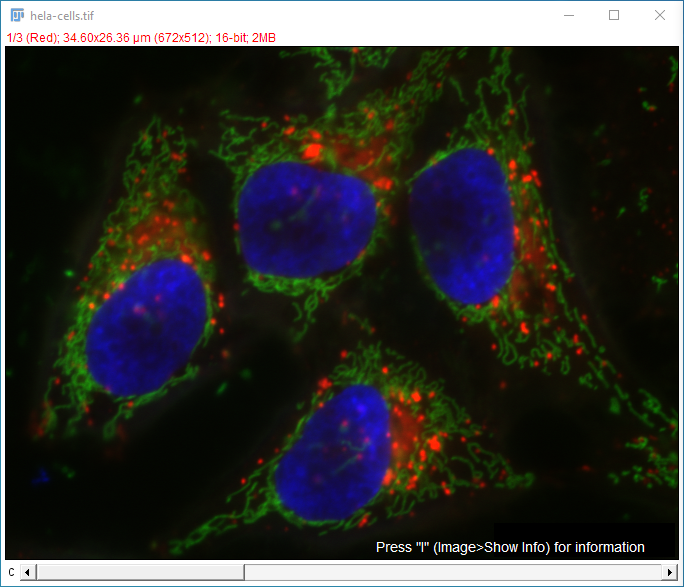 hela-cells.tif
1/3 (Red); 34.60x26.36 µm (672x512); 16-bit; 2MB
Press "I" (Image>Show Info) for information
c